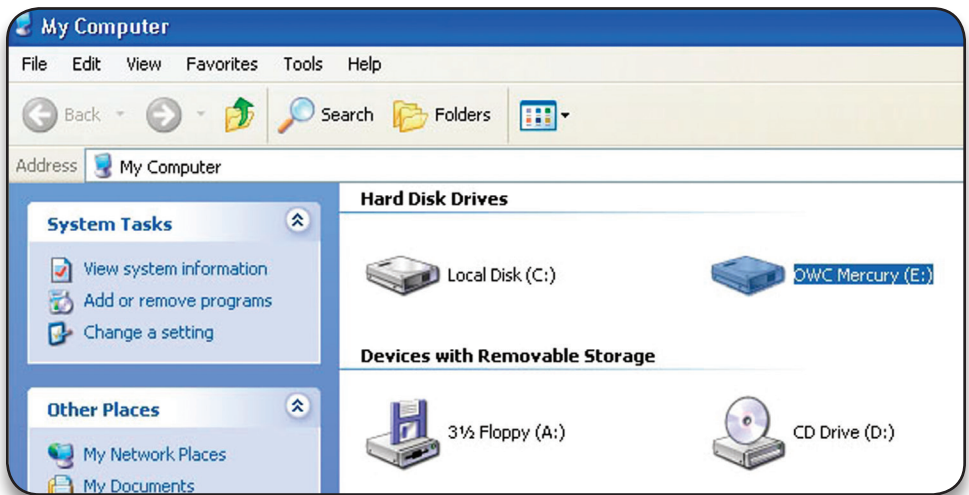 My Computer
File Edit View Favorites Tools Help
Back Search Folders
Address My Computer
System Tasks
View system information
Add or remove programs
Change a setting
Other Places
My Network Places
My Documents
Hard Disk Drives
Local Disk (C:) OWC Mercury (E:)
Devices with Removable Storage
3½ Floppy (A:) CD Drive (D:)